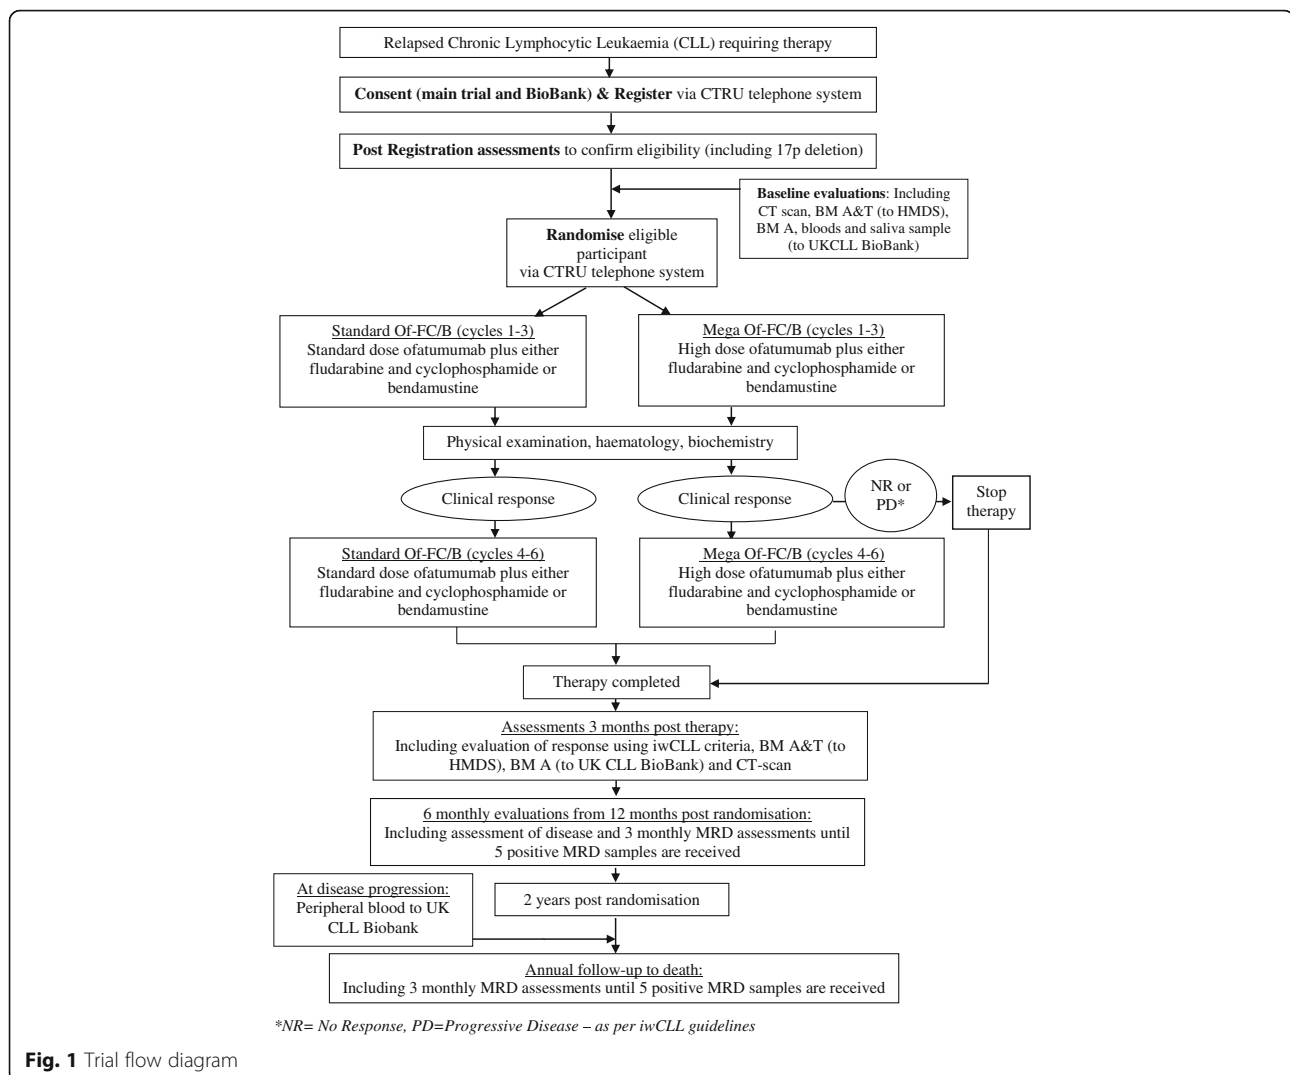 Relapsed Chronic Lymphocytic Leukaemia (CLL) requiring therapy
Consent (main trial and BioBank) & Register via CTRU telephone system
Post Registration assessments to confirm eligibility (including 17p deletion)
Baseline evaluations: Including
CT scan, BM A&T (to HMDS),
BM A, bloods and saliva sample
(to UKCLL BioBank)
Randomise eligible
participant
via CTRU telephone system
Standard Of-FC/B (cycles 1-3)
Standard dose ofatumumab plus either
fludarabine and cyclophosphamide or
bendamustine
Mega Of-FC/B (cycles 1-3)
High dose ofatumumab plus either
fludarabine and cyclophosphamide or
bendamustine
Physical examination, haematology, biochemistry
Clinical response
Clinical response
NR or
PD*
Stop
therapy
Standard Of-FC/B (cycles 4-6)
Standard dose ofatumumab plus either
fludarabine and cyclophosphamide or
bendamustine
Mega Of-FC/B (cycles 4-6)
High dose ofatumumab plus either
fludarabine and cyclophosphamide or
bendamustine
Therapy completed
Assessments 3 months post therapy:
Including evaluation of response using iwCLL criteria, BM A&T (to
HMDS), BM A (to UK CLL BioBank) and CT-scan
6 monthly evaluations from 12 months post randomisation:
Including assessment of disease and 3 monthly MRD assessments until
5 positive MRD samples are received
At disease progression:
Peripheral blood to UK
CLL Biobank
2 years post randomisation
Annual follow-up to death:
Including 3 monthly MRD assessments until 5 positive MRD samples are received
*NR= No Response, PD=Progressive Disease – as per iwCLL guidelines
Fig. 1 Trial flow diagram